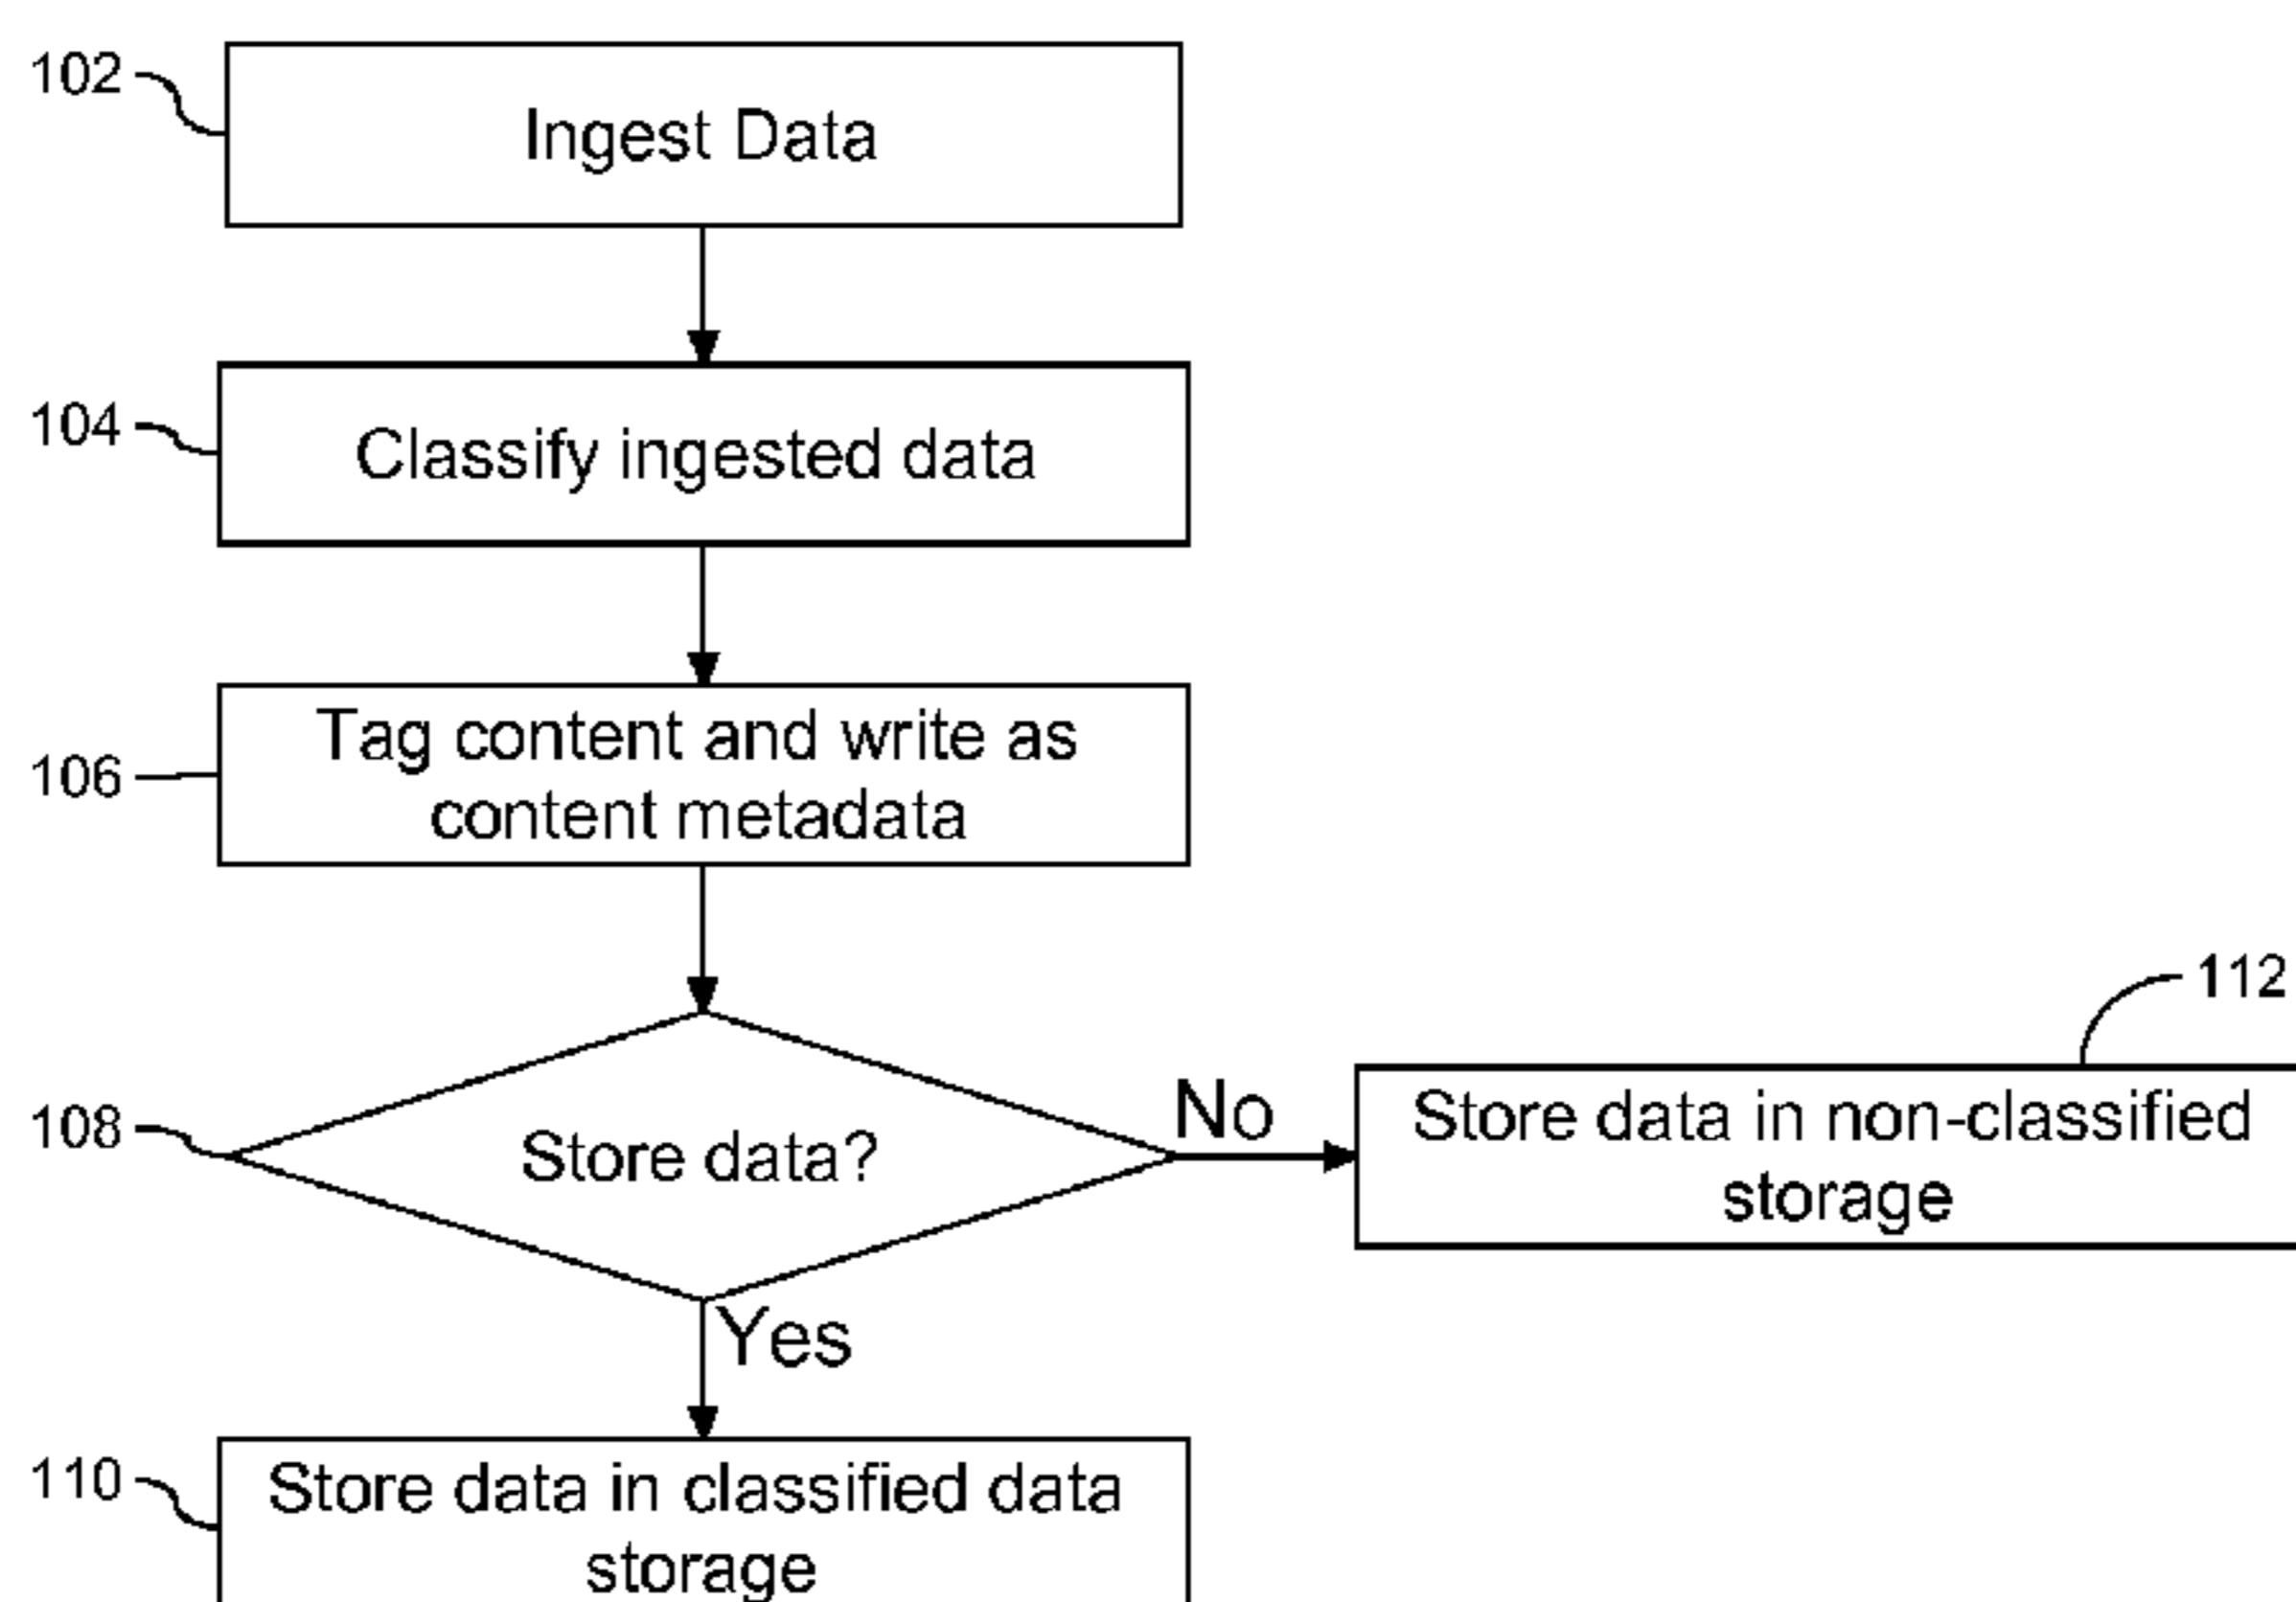 102
Ingest Data
104
Classify ingested data
106
Tag content and write as
content metadata
108
Store data?
No
112
Store data in non-classified
storage
Yes
110
Store data in classified data
storage